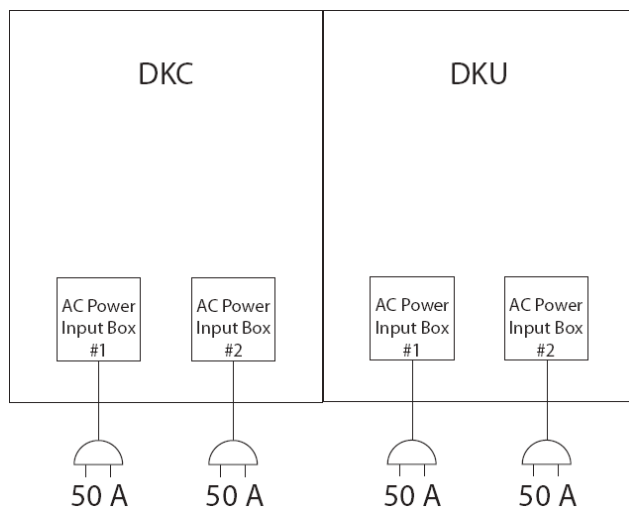 DKC
DKU
AC Power
Input Box
#1
AC Power
Input Box
#2
AC Power
Input Box
#1
AC Power
Input Box
#2
50 A
50 A
50 A
50 A